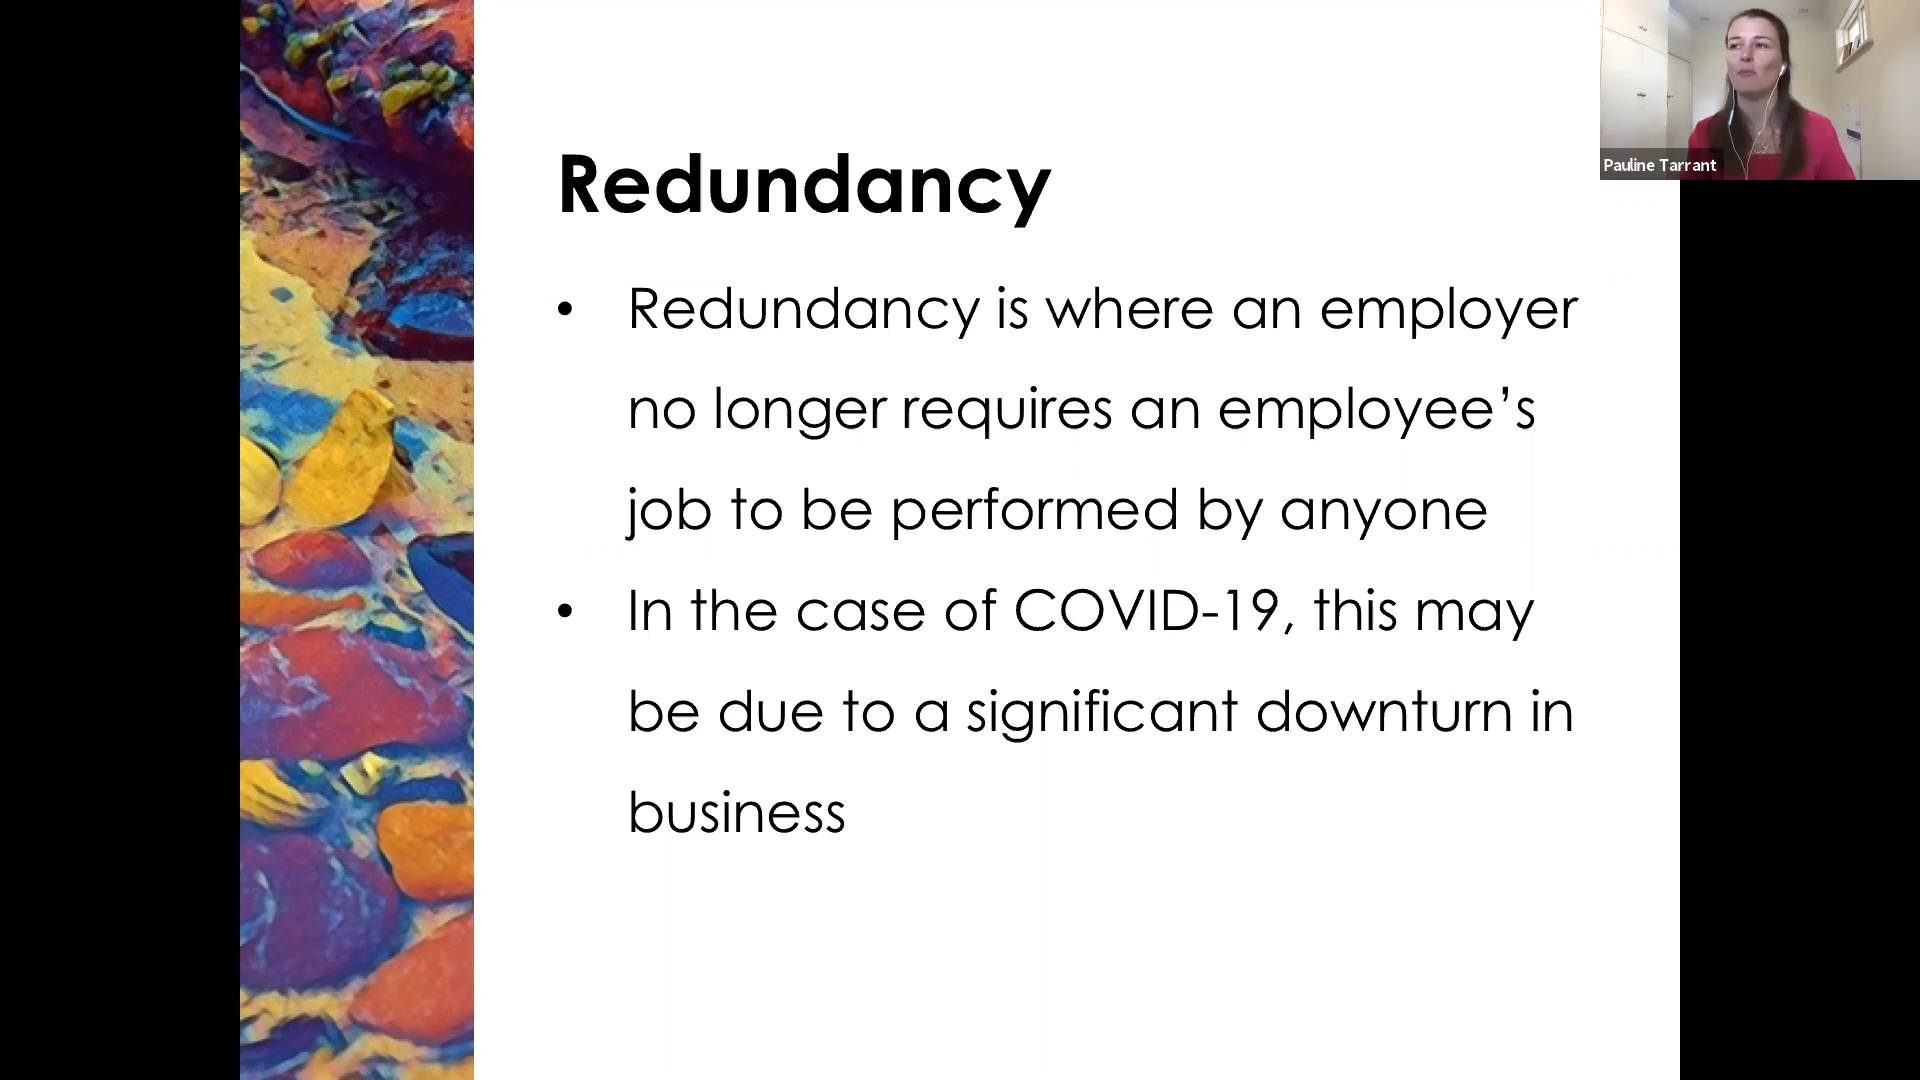 Redundancy
• Redundancy is where an employer
no longer requires an employee’s
job to be performed by anyone
• In the case of COVID-19, this may
be due to a significant downturn in
business
Pauline Tarrant